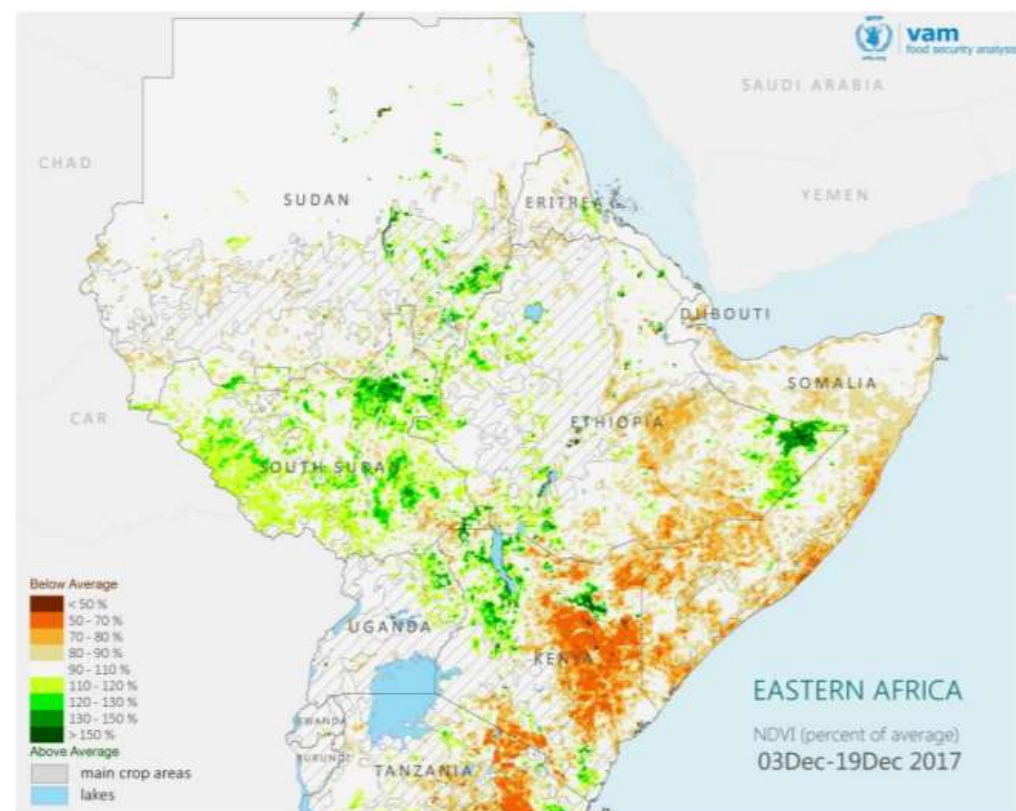 vam
food security analysis
wfp.org
SAUDI ARABIA
CHAD
YEMEN
SUDAN
ERITREA
DJIBOUTI
SOMALIA
CAR
ETHIOPIA
SOUTH SUDAN
Below Average
< 50 %
50 - 70 %
70 - 80 %
80 - 90 %
90 - 110 %
110 - 120 %
120 - 130 %
130 - 150 %
> 150 %
Above Average
main crop areas
lakes
UGANDA
KENYA
RWANDA
BURUNDI
TANZANIA
EASTERN AFRICA
NDVI (percent of average)
03Dec-19Dec 2017